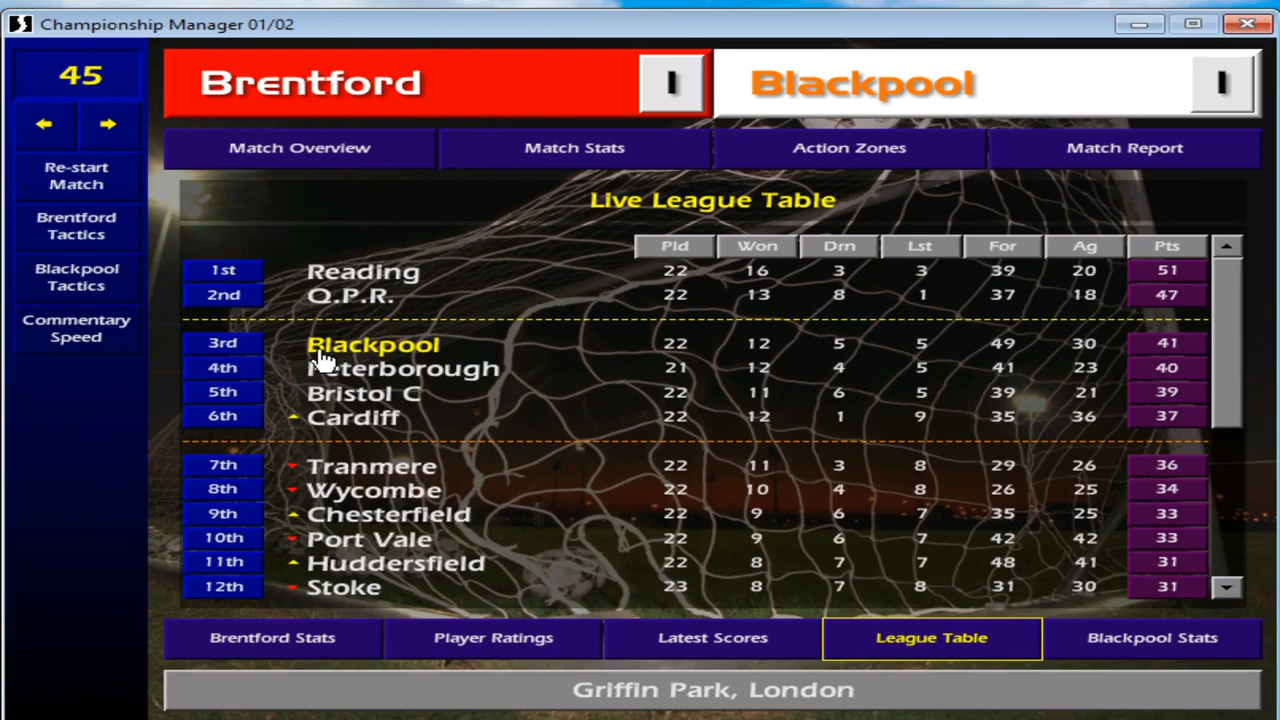 Championship Manager 01/02
45
Brentford 1 Blackpool 1
Match Overview Match Stats Action Zones Match Report
Re-start
Match
Brentford
Tactics
Blackpool
Tactics
Commentary
Speed
Live League Table
Pld Won Drn Lst For Ag Pts
1st Reading 22 16 3 3 39 20 51
2nd Q.P.R. 22 13 8 1 37 18 47
3rd Blackpool 22 12 5 5 49 30 41
4th Peterborough 21 12 4 5 41 23 40
5th Bristol C 22 11 6 5 39 21 39
6th Cardiff 22 12 1 9 35 36 37
7th Tranmere 22 11 3 8 29 26 36
8th Wycombe 22 10 4 8 26 25 34
9th Chesterfield 22 9 6 7 35 25 33
10th Port Vale 22 9 6 7 42 42 33
11th Huddersfield 22 8 7 7 48 41 31
12th Stoke 23 8 7 8 31 30 31
Brentford Stats Player Ratings Latest Scores League Table Blackpool Stats
Griffin Park, London